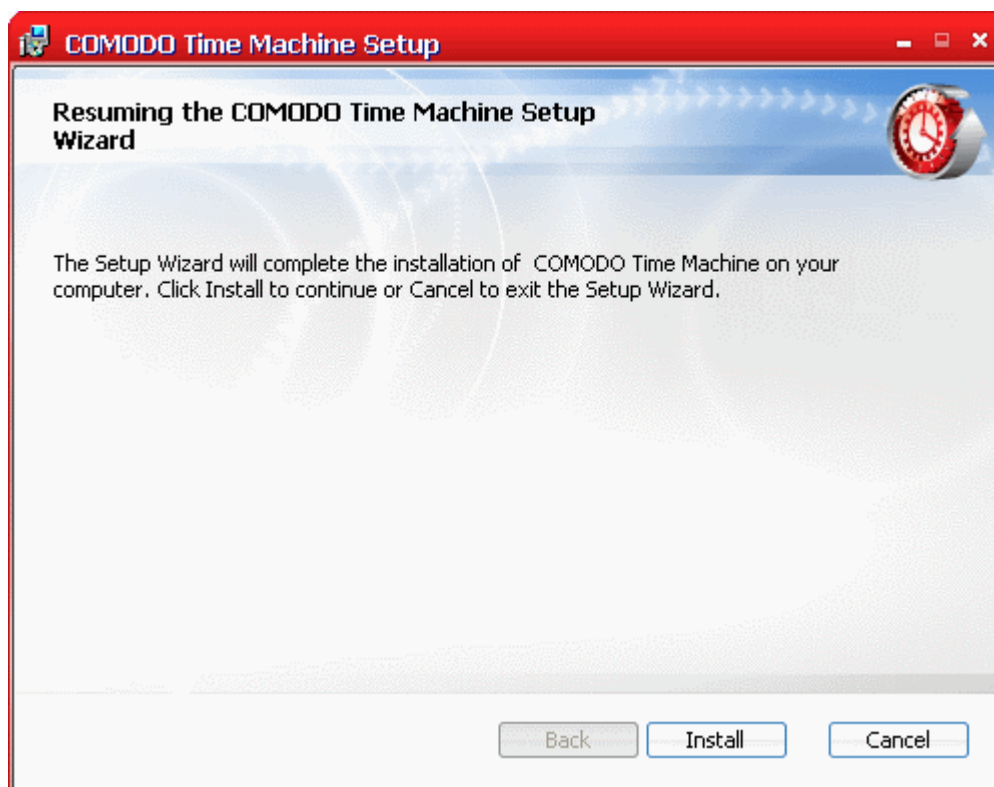 COMODO Time Machine Setup
Resuming the COMODO Time Machine Setup
Wizard
The Setup Wizard will complete the installation of  COMODO Time Machine on your
computer. Click Install to continue or Cancel to exit the Setup Wizard.
Back
Install
Cancel